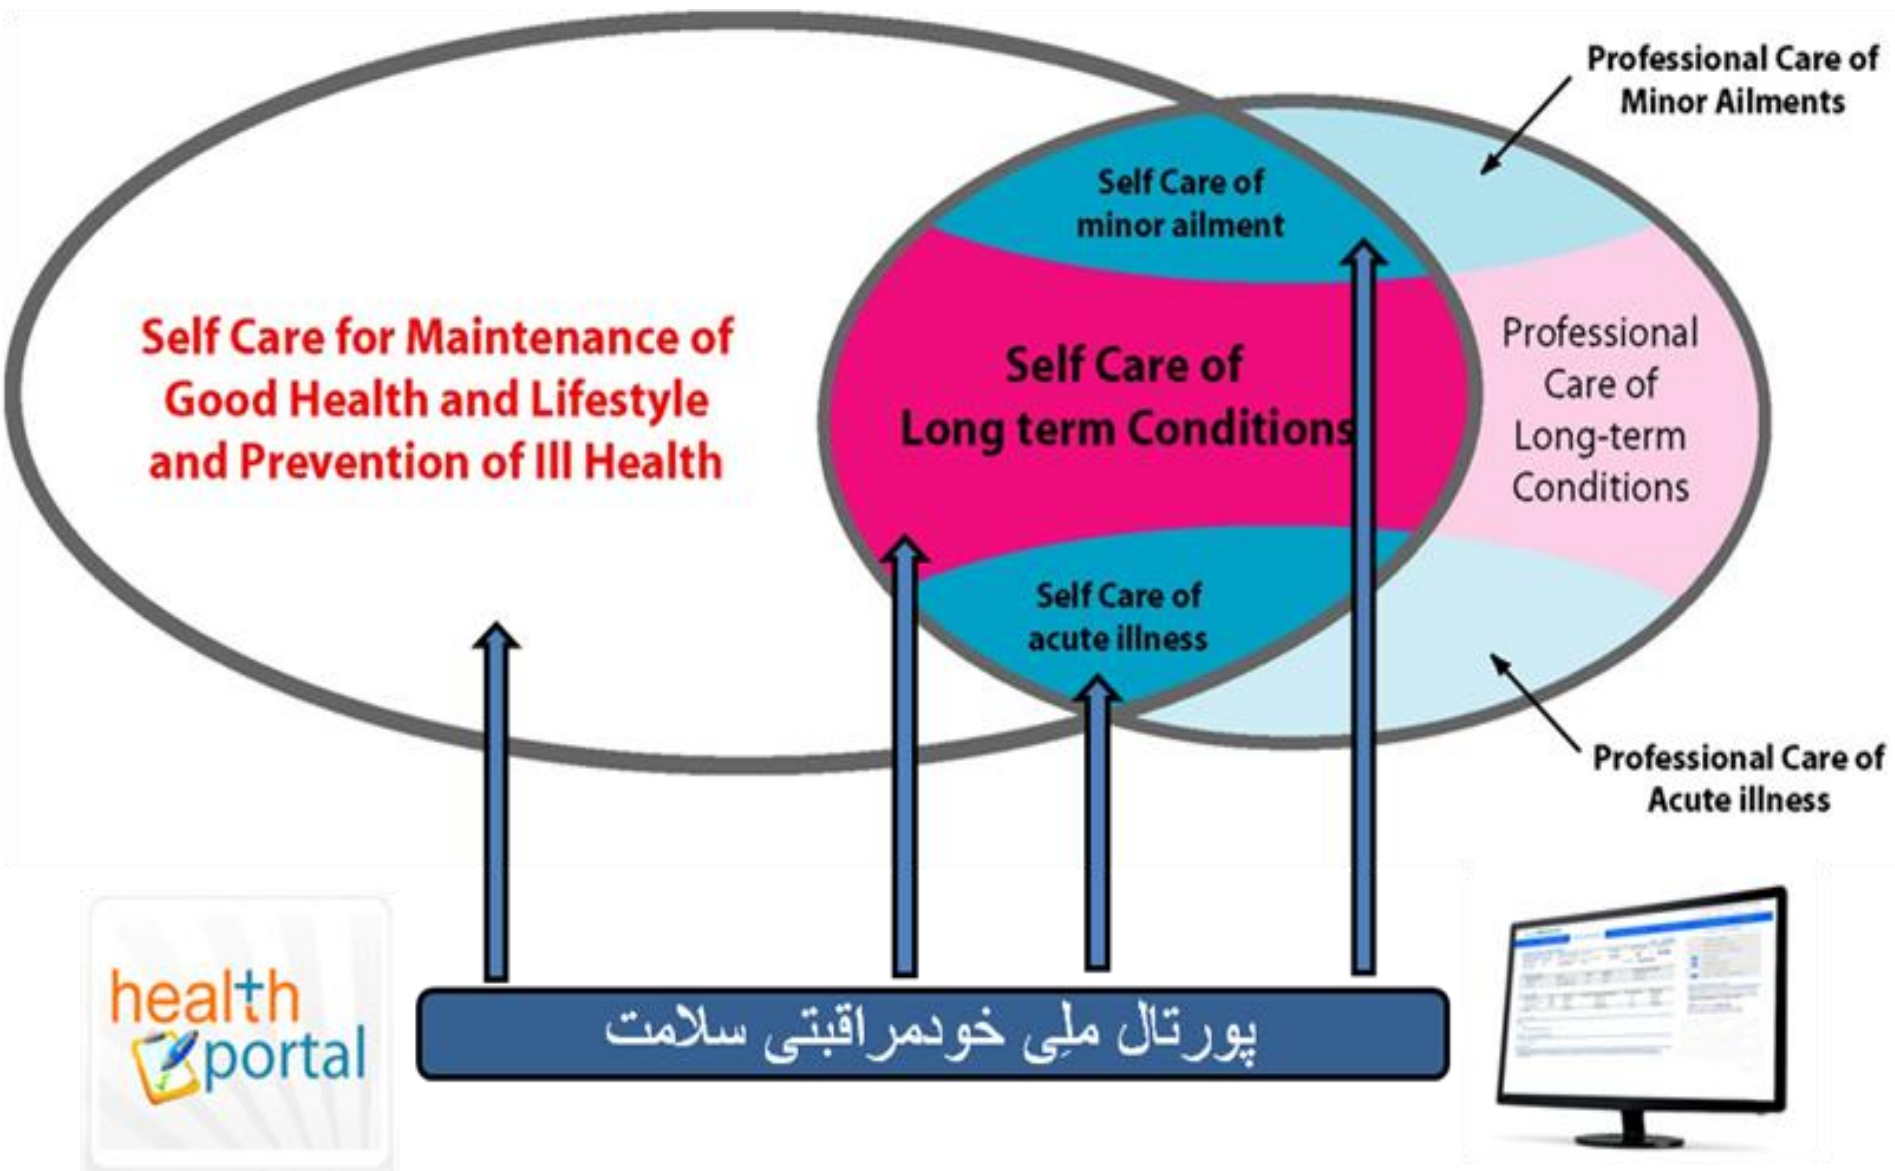 Professional Care of
Minor Ailments
Self Care of
minor ailment
Self Care for Maintenance of
Good Health and Lifestyle
and Prevention of Ill Health
Self Care of
Long term Conditions
Professional
Care of
Long-term
Conditions
Self Care of
acute illness
Professional Care of
Acute illness
health
portal
پورتال ملِی خودمراقبتی سلامت